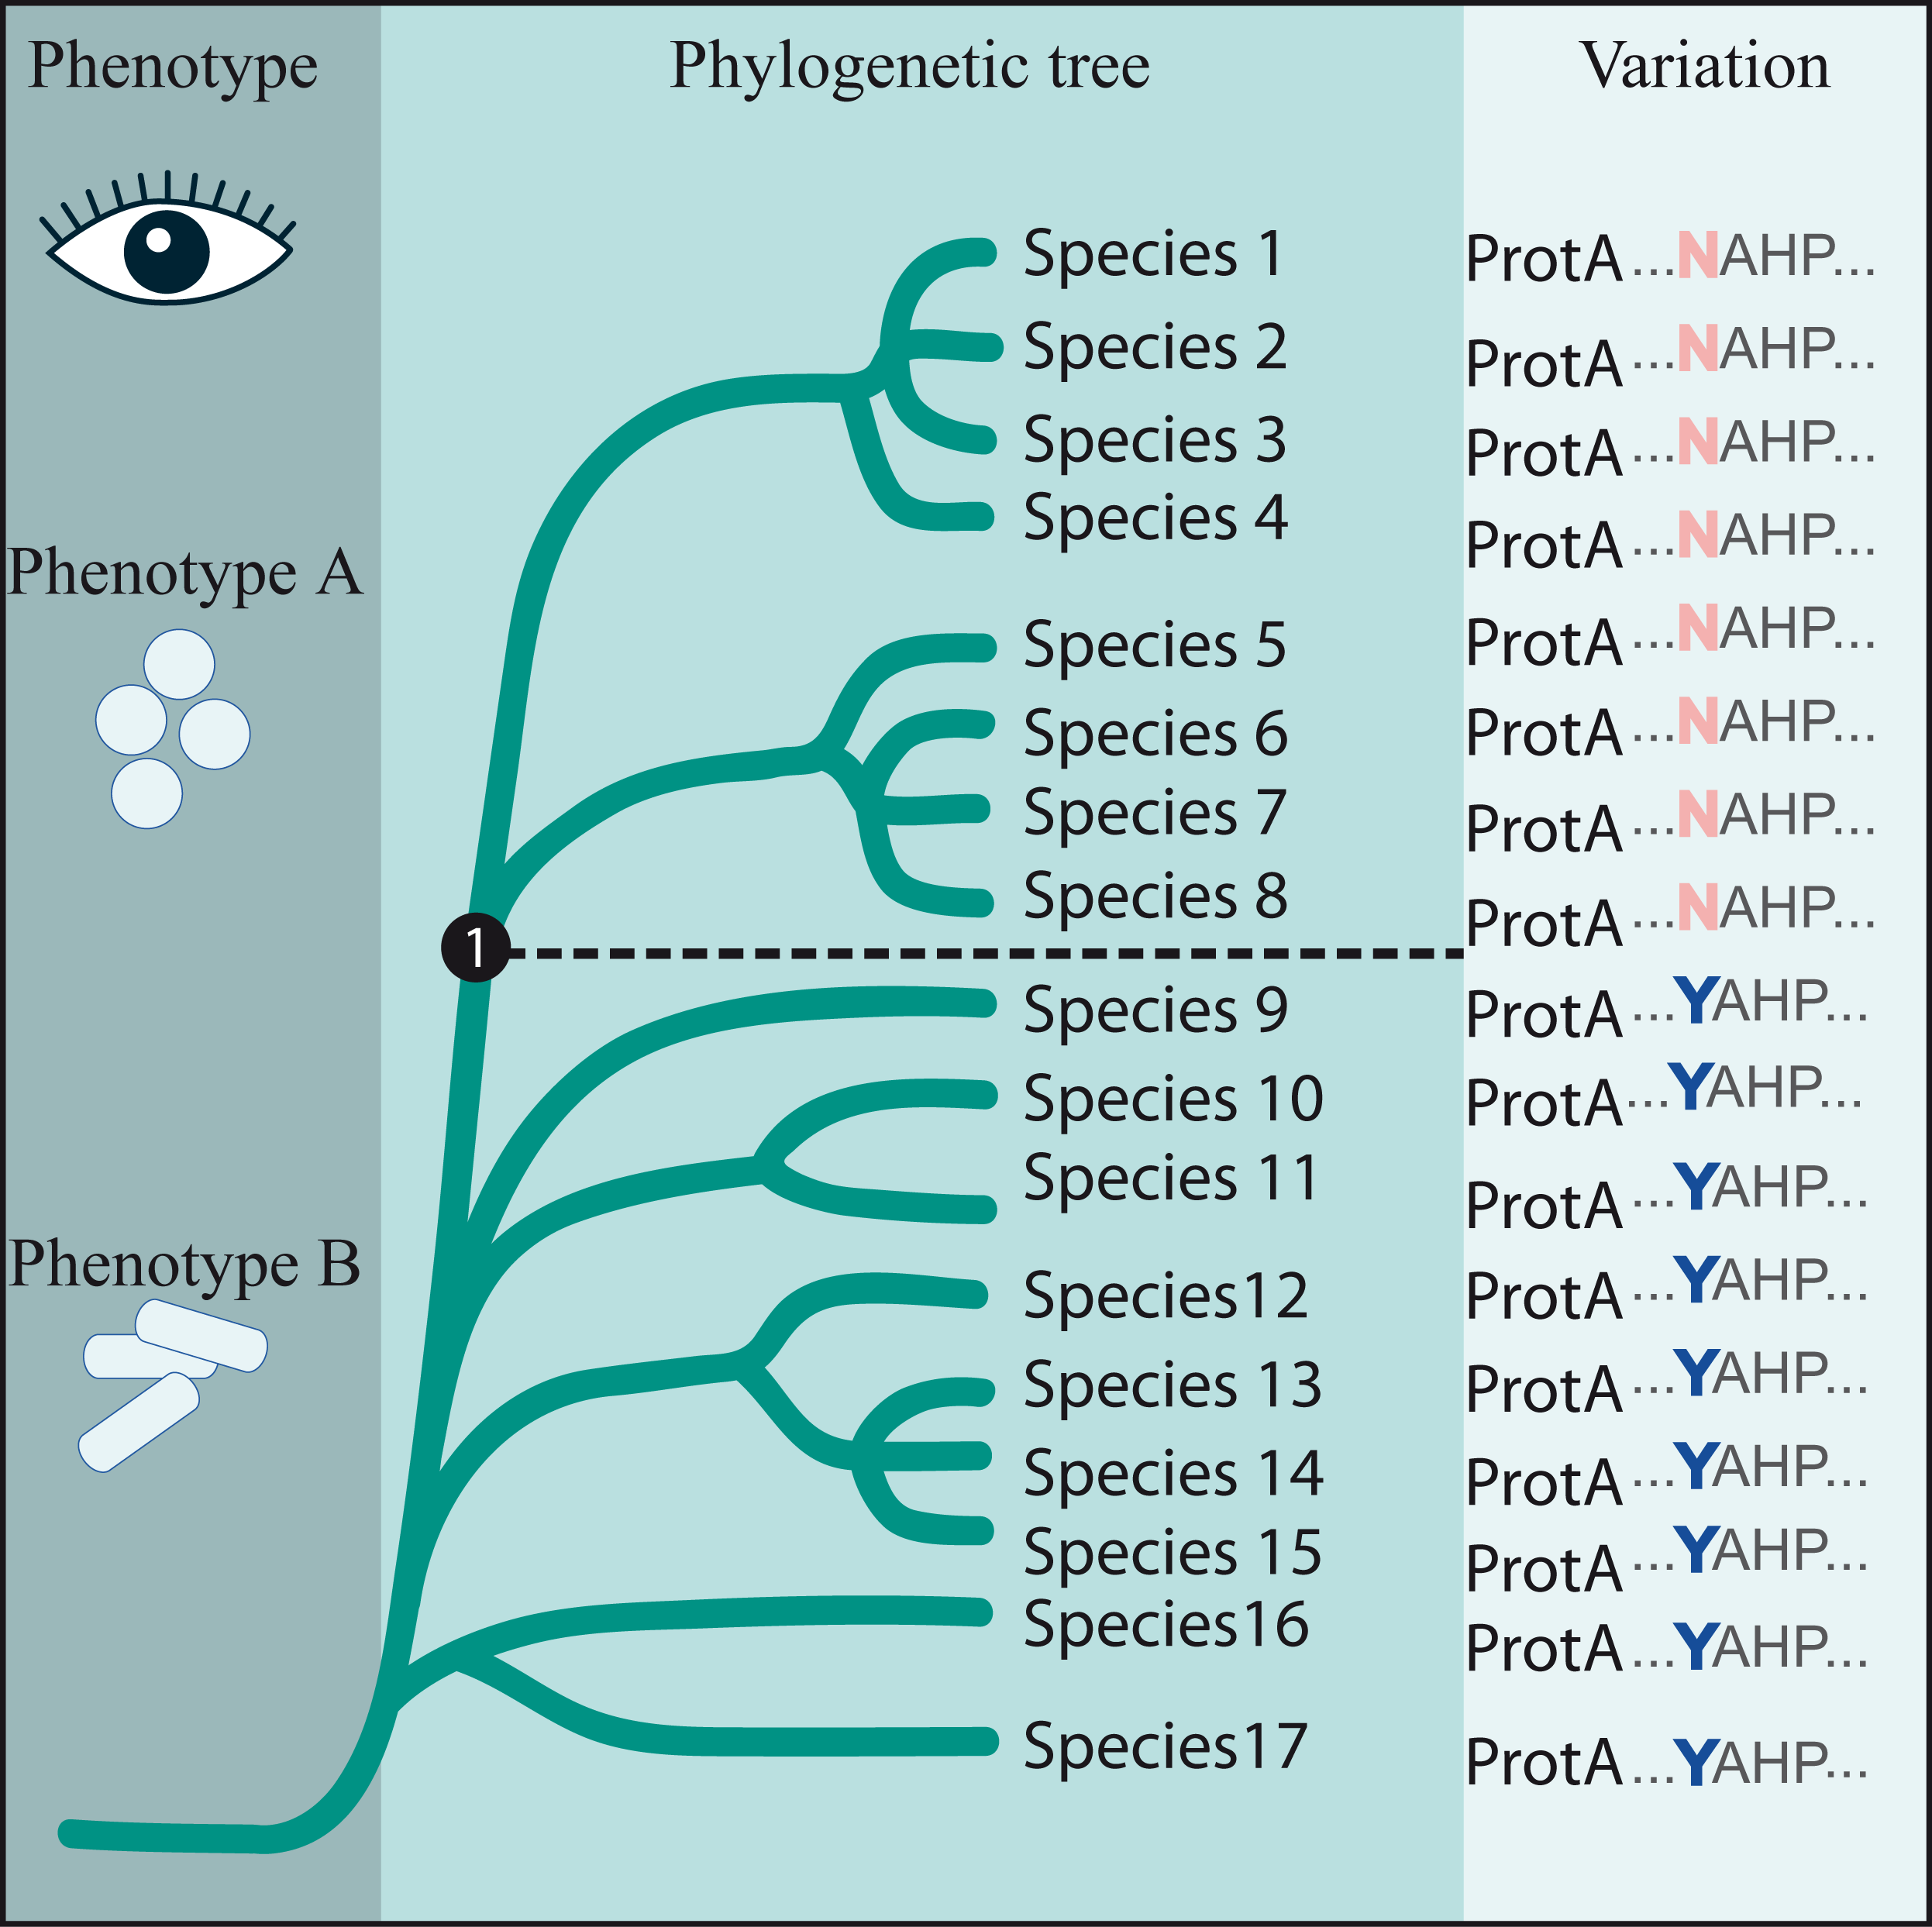 Phenotype
Phylogenetic tree
Variation
Species 1
ProtA ...NAHP...
Species 2
ProtA ...NAHP...
Species 3
ProtA ...NAHP...
Species 4
ProtA ...NAHP...
Phenotype A
Species 5
ProtA ...NAHP...
Species 6
ProtA ...NAHP...
Species 7
ProtA ...NAHP...
Species 8
ProtA ...NAHP...
1
Species 9
ProtA ...YAHP...
Species 10
ProtA...YAHP...
Species 11
ProtA ...YAHP...
Phenotype B
Species12
ProtA ...YAHP...
Species 13
ProtA ...YAHP...
Species 14
ProtA ...YAHP...
Species 15
ProtA ...YAHP...
Species16
ProtA ...YAHP...
Species17
ProtA ...YAHP...